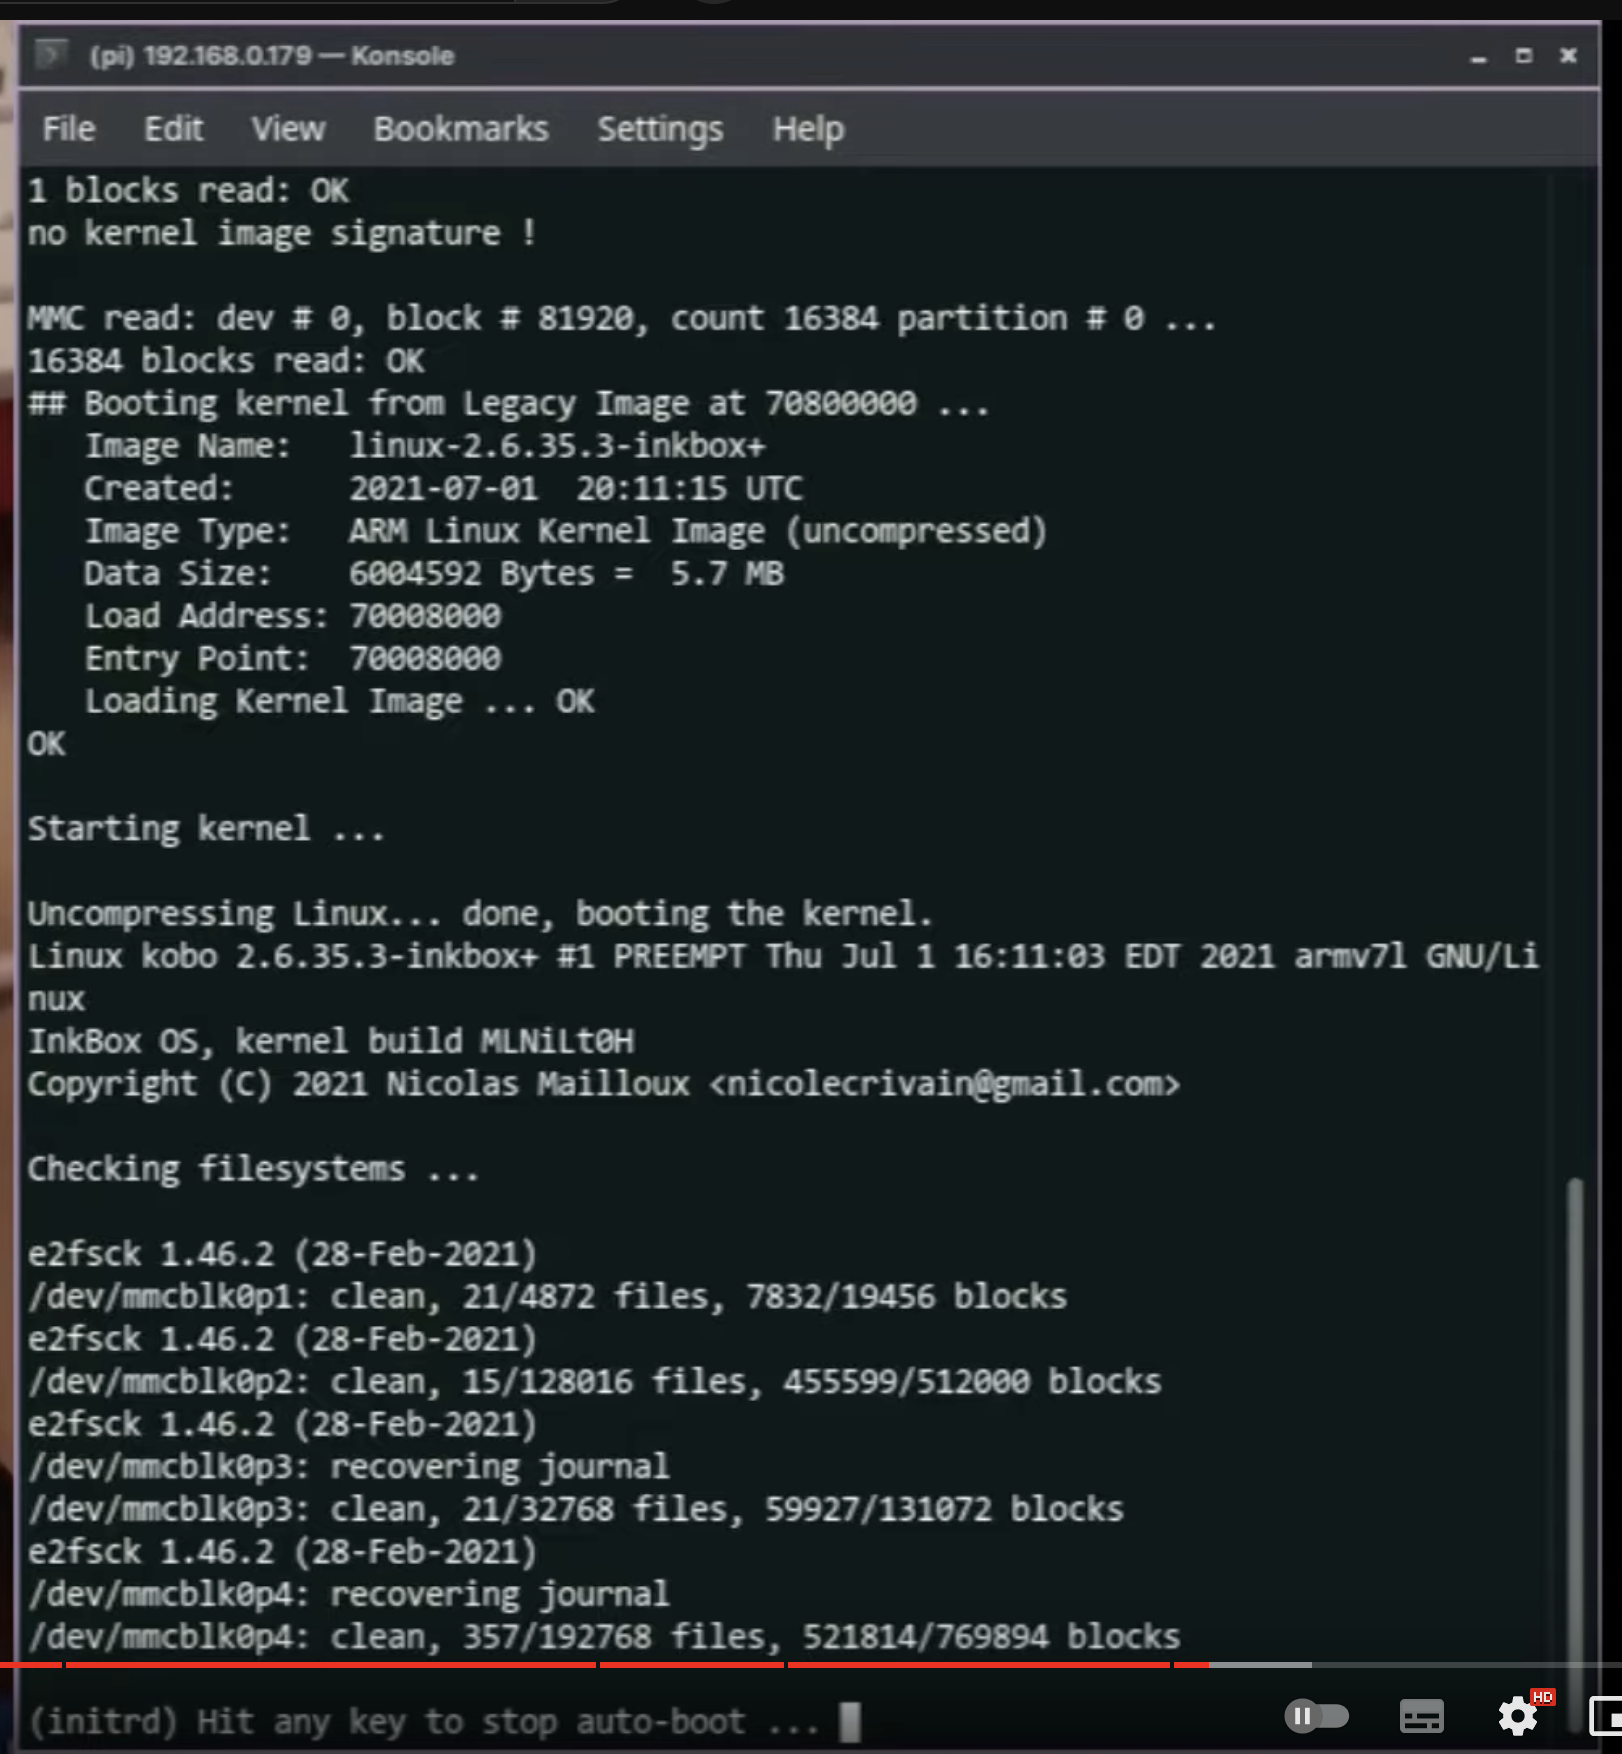 (pi) 192.168.0.179 — Konsole
File Edit View Bookmarks Settings Help
1 blocks read: OK
no kernel image signature !
MMC read: dev # 0, block # 81920, count 16384 partition # 0 ...
16384 blocks read: OK
## Booting kernel from Legacy Image at 70800000 ...
   Image Name:   linux-2.6.35.3-inkbox+
   Created:      2021-07-01  20:11:15 UTC
   Image Type:   ARM Linux Kernel Image (uncompressed)
   Data Size:    6004592 Bytes =  5.7 MB
   Load Address: 70008000
   Entry Point:  70008000
   Loading Kernel Image ... OK
OK
Starting kernel ...
Uncompressing Linux... done, booting the kernel.
Linux kobo 2.6.35.3-inkbox+ #1 PREEMPT Thu Jul 1 16:11:03 EDT 2021 armv7l GNU/Li
nux
InkBox OS, kernel build MLNiLt0H
Copyright (C) 2021 Nicolas Mailloux <nicolecrivain@gmail.com>
Checking filesystems ...
e2fsck 1.46.2 (28-Feb-2021)
/dev/mmcblk0p1: clean, 21/4872 files, 7832/19456 blocks
e2fsck 1.46.2 (28-Feb-2021)
/dev/mmcblk0p2: clean, 15/128016 files, 455599/512000 blocks
e2fsck 1.46.2 (28-Feb-2021)
/dev/mmcblk0p3: recovering journal
/dev/mmcblk0p3: clean, 21/32768 files, 59927/131072 blocks
e2fsck 1.46.2 (28-Feb-2021)
/dev/mmcblk0p4: recovering journal
/dev/mmcblk0p4: clean, 357/192768 files, 521814/769894 blocks
(initrd) Hit any key to stop auto-boot ...
HD